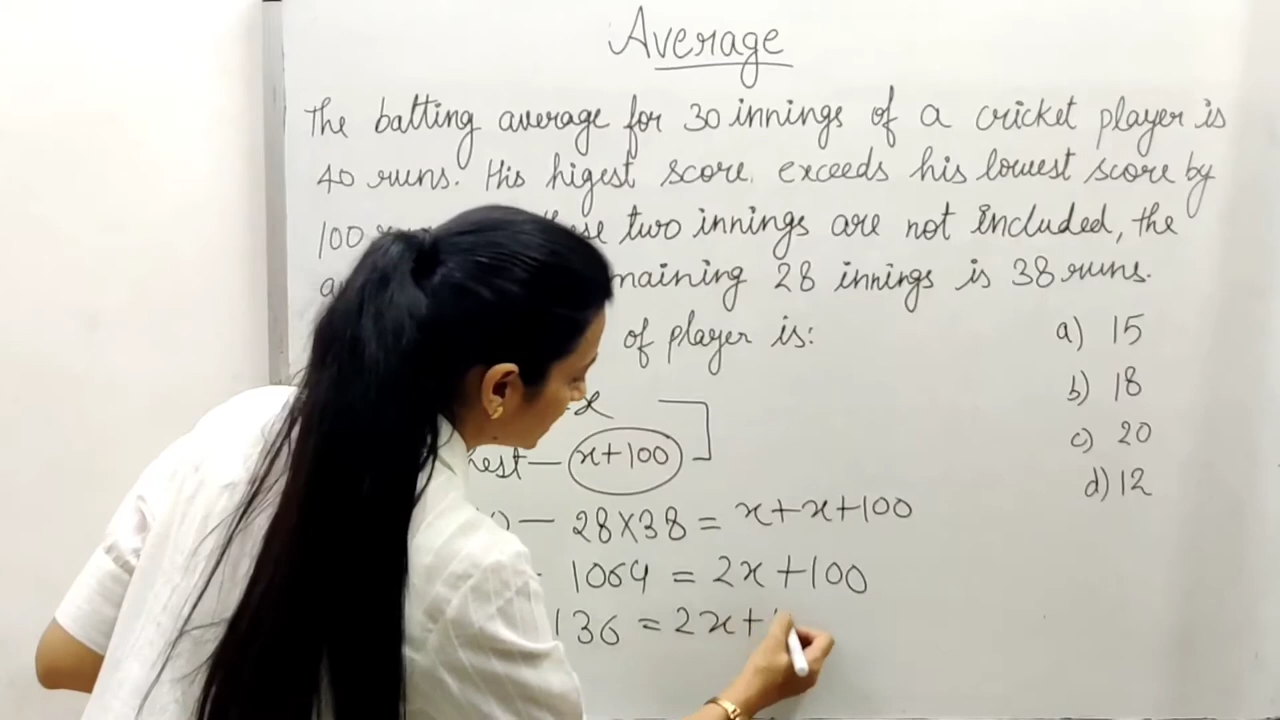 Average
The batting average for 30 innings of a cricket player is
40 runs. His higest score exceeds his lowest score by
100 two innings are not included, the
28 innings is 38 runs.
of player is:
a) 15
b) 18
c) 20
d) 12
x
x+100
— 28×38 = x+x+100
1064 = 2x+100
136 = 2x+